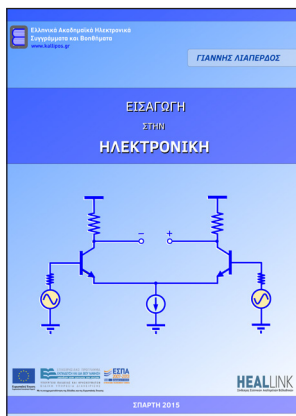 Ελληνικά Ακαδημαϊκά Ηλεκτρονικά
Συγγράμματα και Βοηθήματα
www.kallipos.gr
ΓΙΑΝΝΗΣ ΛΙΑΠΕΡΔΟΣ
ΕΙΣΑΓΩΓΗ
ΣΤΗΝ
ΗΛΕΚΤΡΟΝΙΚΗ
− +
ΕΣΠΑ
HEALLINK
ΣΠΑΡΤΗ 2015